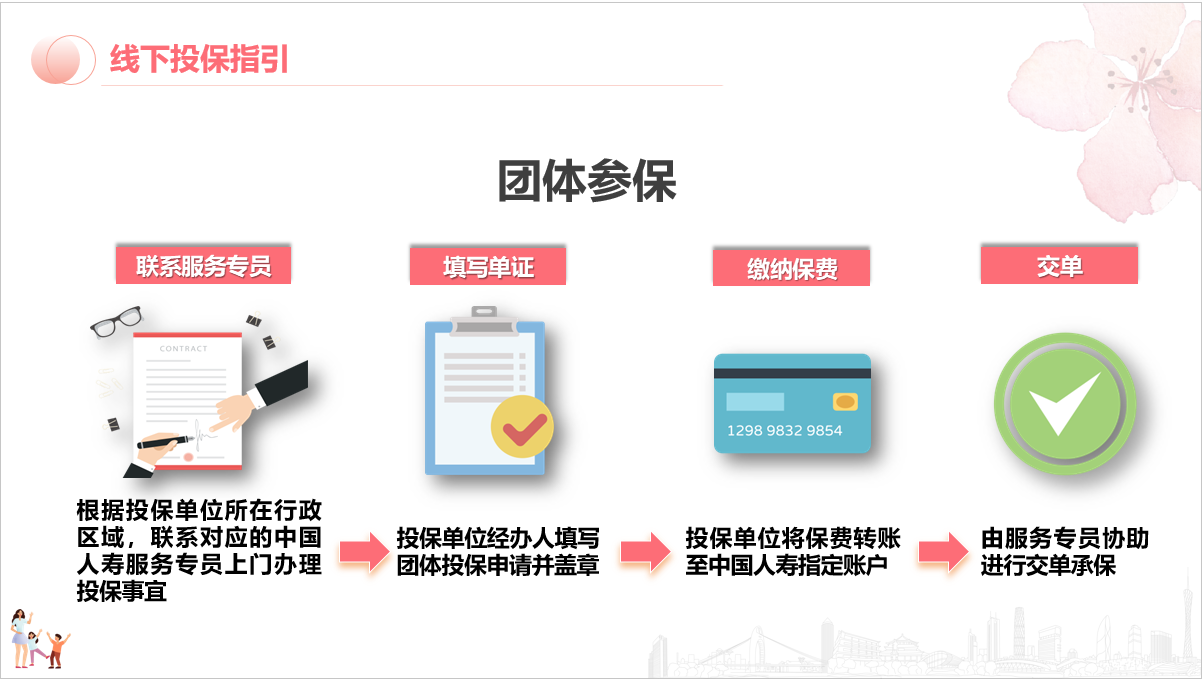 线下投保指引
团体参保
联系服务专员
填写单证
缴纳保费
交单
CONTRACT
1298 9832 9854
根据投保单位所在行政
区域，联系对应的中国
人寿服务专员上门办理
投保事宜
投保单位经办人填写
团体投保申请并盖章
投保单位将保费转账
至中国人寿指定账户
由服务专员协助
进行交单承保